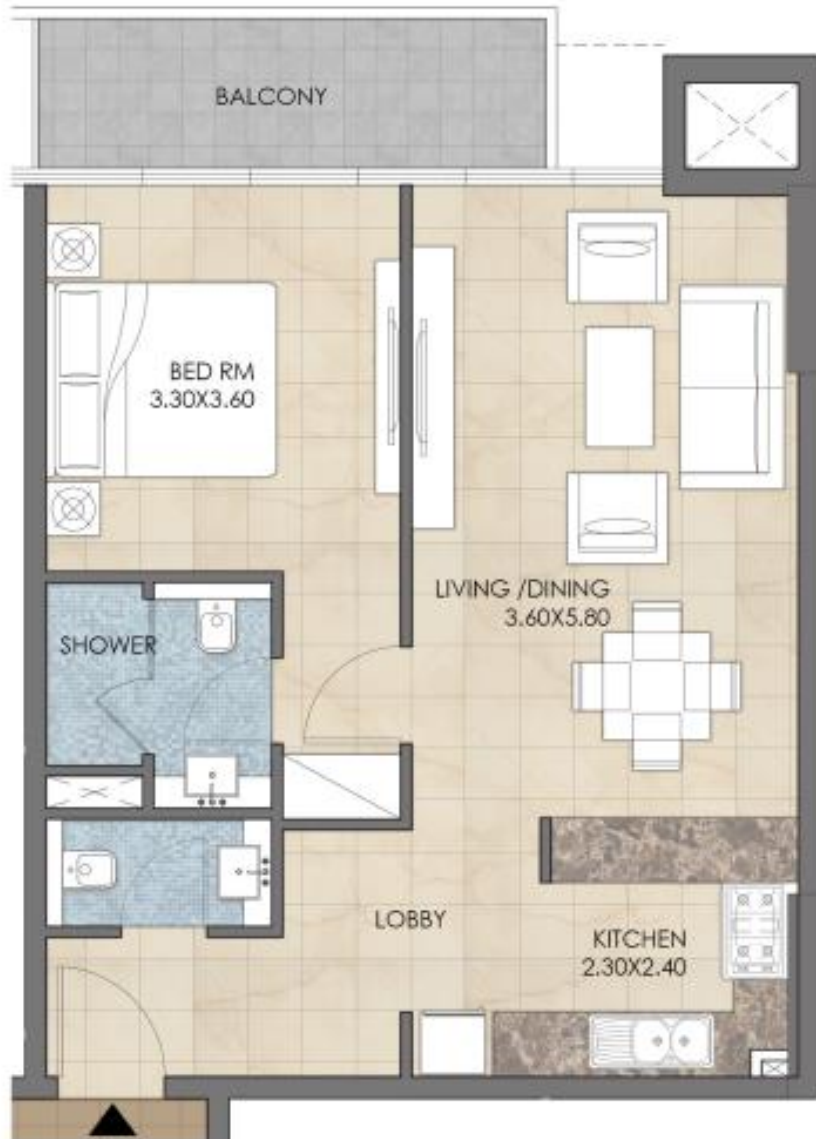 BALCONY
BED RM
3.30X3.60
LIVING /DINING
3.60X5.80
SHOWER
LOBBY
KITCHEN
2.30X2.40